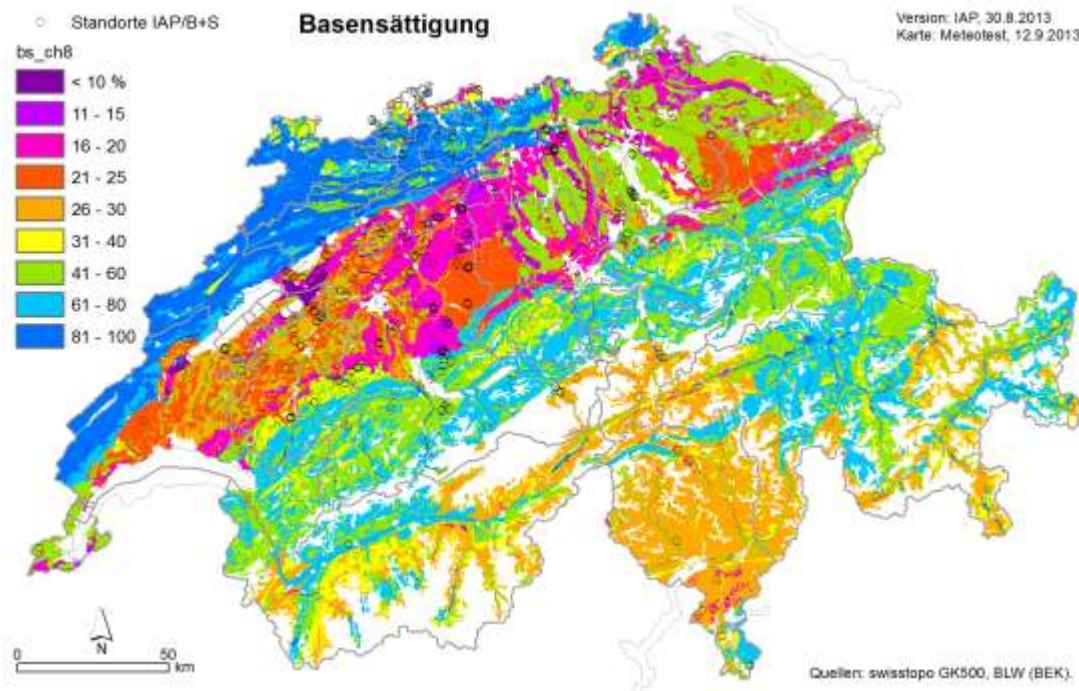 Standorte IAP/B+S
Basensättigung
Version: IAP, 30.8.2013
Karte: Meteotest, 12.9.2013
bs_ch8
< 10 %
11 - 15
16 - 20
21 - 25
26 - 30
31 - 40
41 - 60
61 - 80
81 - 100
N
0 50
km
Quellen: swisstopo GK500, BLW (BEK).